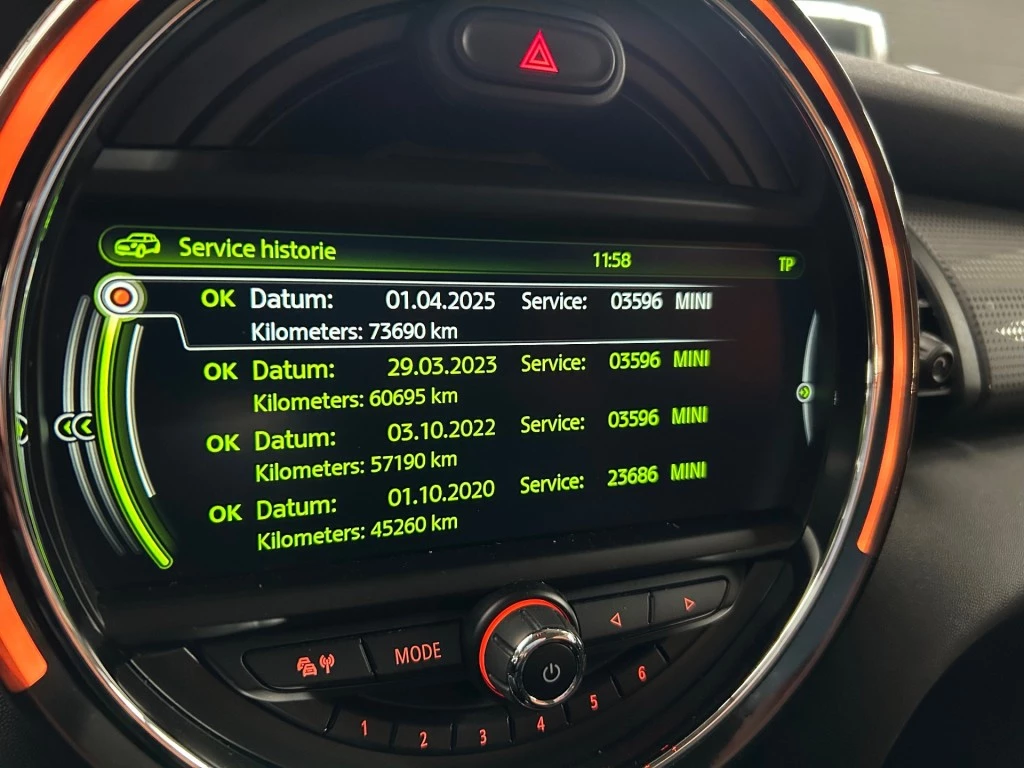 Service historie 11:58 TP
OK Datum: 01.04.2025 Service: 03596 MINI
Kilometers: 73690 km
OK Datum: 29.03.2023 Service: 03596 MINI
Kilometers: 60695 km
OK Datum: 03.10.2022 Service: 03596 MINI
Kilometers: 57190 km
OK Datum: 01.10.2020 Service: 23686 MINI
Kilometers: 45260 km
MODE
1 2 3 4 5 6